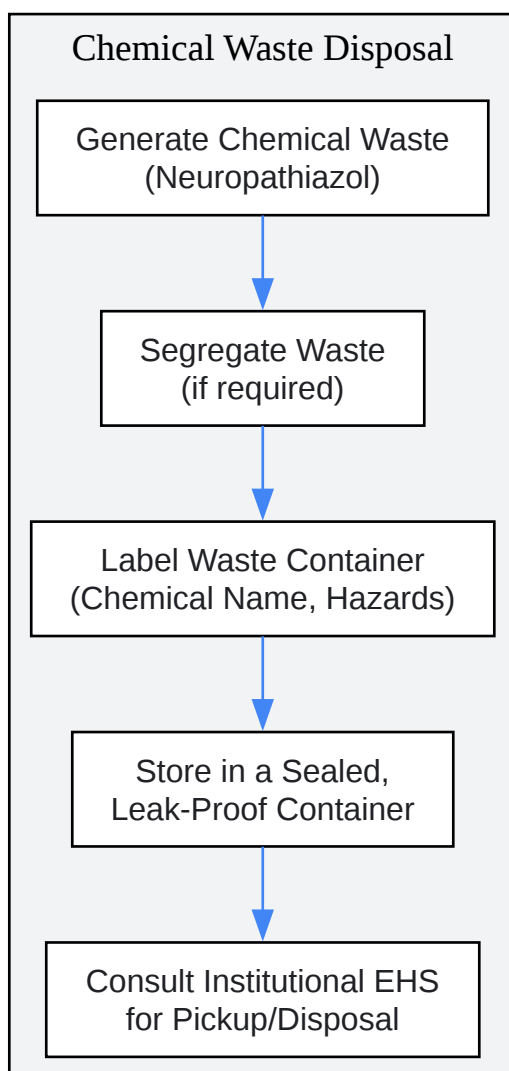 Chemical Waste Disposal
Generate Chemical Waste
(Neuropathiazol)
Segregate Waste
(if required)
Label Waste Container
(Chemical Name, Hazards)
Store in a Sealed,
Leak-Proof Container
Consult Institutional EHS
for Pickup/Disposal